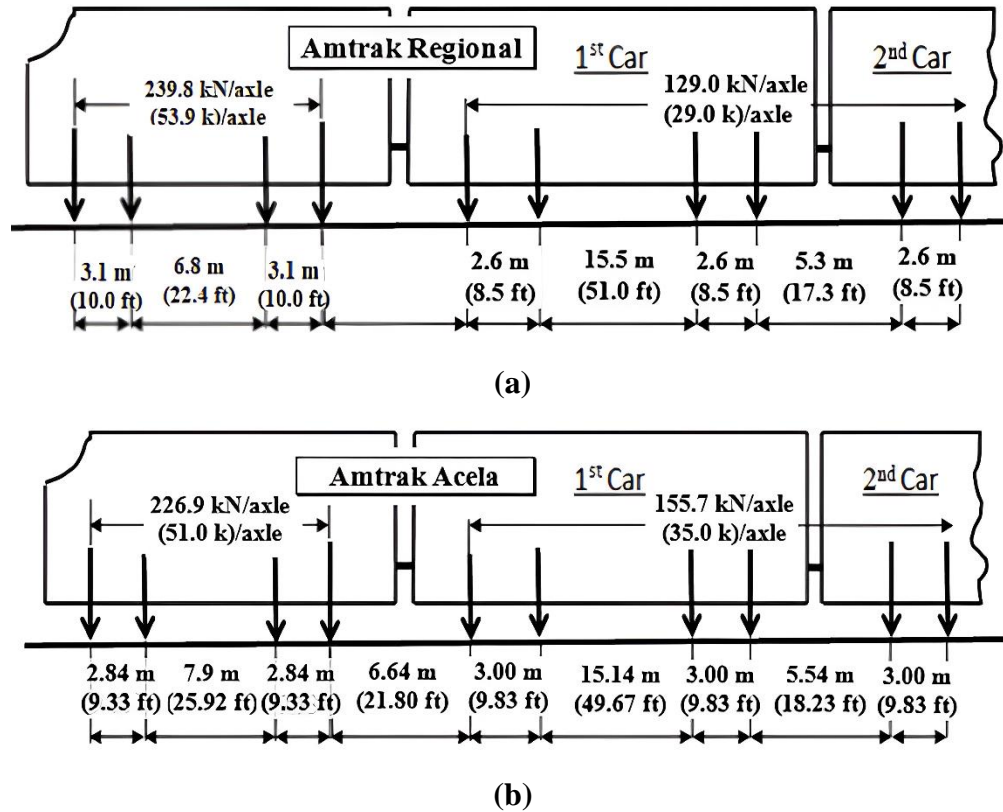 Amtrak Regional
1st Car
2nd Car
239.8 kN/axle
(53.9 k)/axle
129.0 kN/axle
(29.0 k)/axle
3.1 m
(10.0 ft)
6.8 m
(22.4 ft)
3.1 m
(10.0 ft)
2.6 m
(8.5 ft)
15.5 m
(51.0 ft)
2.6 m
(8.5 ft)
5.3 m
(17.3 ft)
2.6 m
(8.5 ft)
(a)
Amtrak Acela
1st Car
2nd Car
226.9 kN/axle
(51.0 k)/axle
155.7 kN/axle
(35.0 k)/axle
2.84 m
(9.33 ft)
7.9 m
(25.92 ft)
2.84 m
(9.33 ft)
6.64 m
(21.80 ft)
3.00 m
(9.83 ft)
15.14 m
(49.67 ft)
3.00 m
(9.83 ft)
5.54 m
(18.23 ft)
3.00 m
(9.83 ft)
(b)